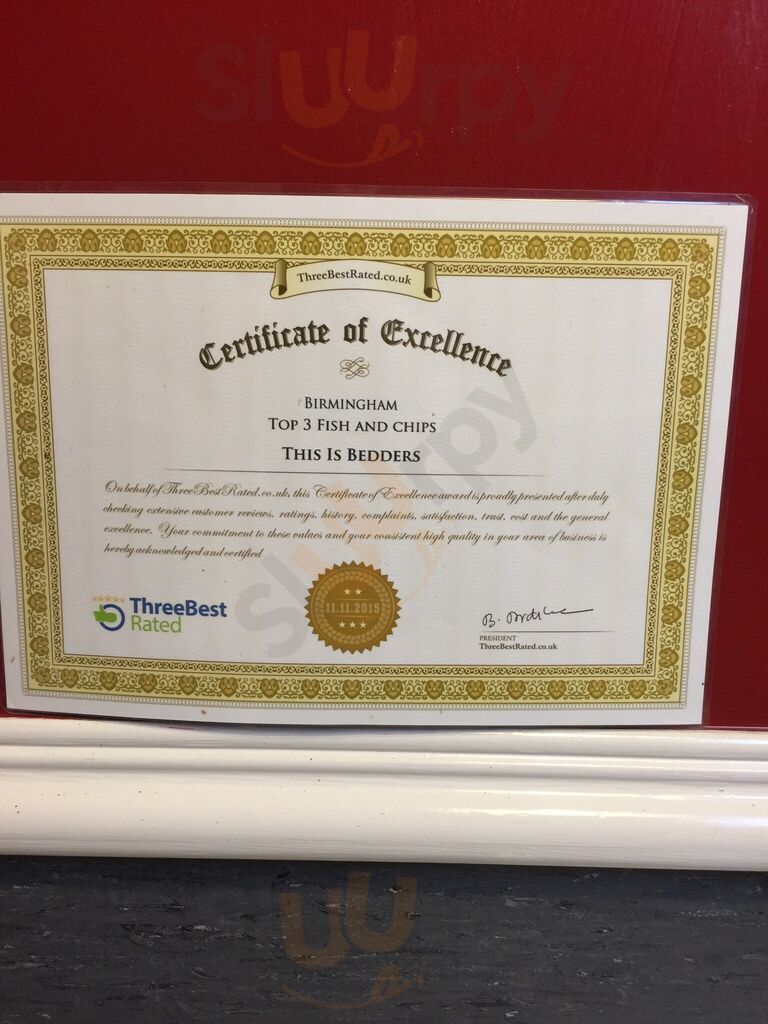 Sluurpy
ThreeBestRated.co.uk
Certificate of Excellence
Birmingham
Top 3 Fish and chips
This Is Bedders
On behalf of ThreeBestRated.co.uk, this Certificate of Excellence award is proudly presented after duly
checking extensive customer reviews, ratings, history, complaints, satisfaction, trust, cost and the general
excellence. Your commitment to these values and your consistent high quality in your area of business is
hereby acknowledged and certified
Sluurpy
ThreeBest
Rated
11.11.2015
PRESIDENT
ThreeBestRated.co.uk
uu